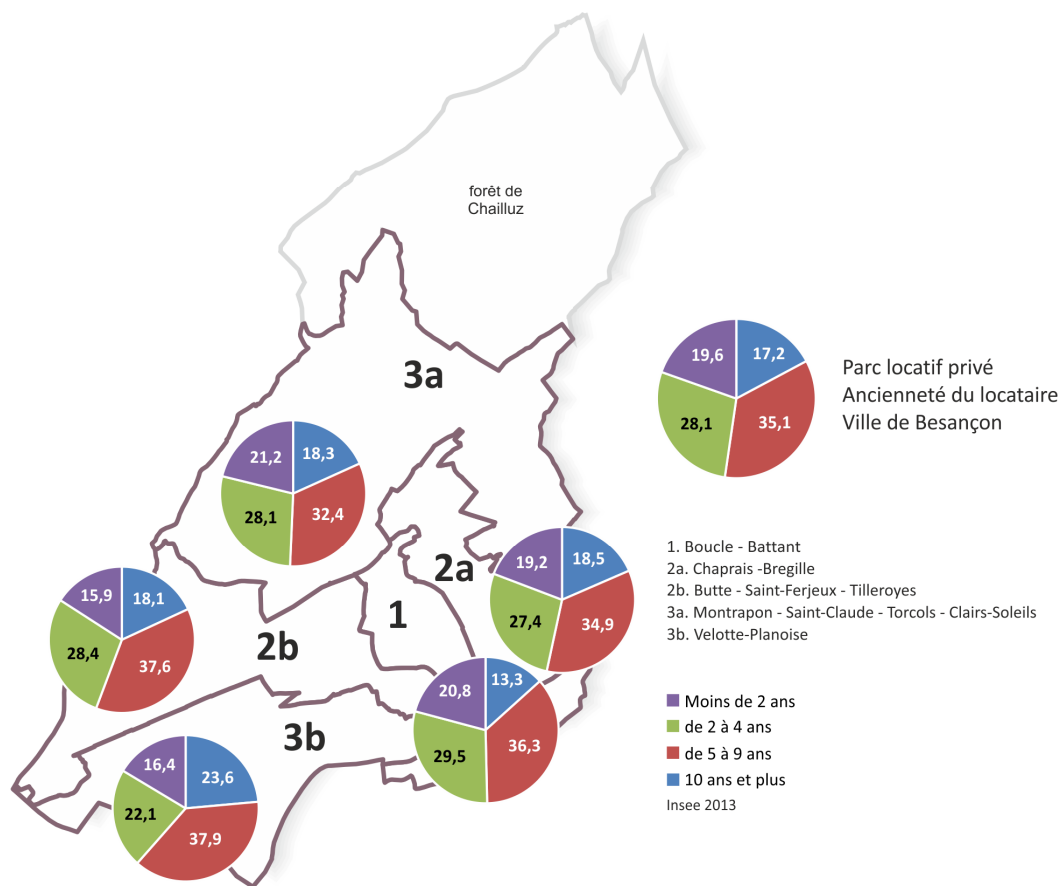 forêt de
Chailluz
3a
19,6
17,2
28,1
35,1
Parc locatif privé
Ancienneté du locataire
Ville de Besançon
21,2
18,3
28,1
32,4
2a
19,2
18,5
27,4
34,9
1. Boucle - Battant
2a. Chaprais -Bregille
2b. Butte - Saint-Ferjeux - Tilleroyes
3a. Montrapon - Saint-Claude - Torcols - Clairs-Soleils
3b. Velotte-Planoise
1
15,9
18,1
28,4
37,6
2b
20,8
13,3
29,5
36,3
3b
16,4
23,6
22,1
37,9
Moins de 2 ans
de 2 à 4 ans
de 5 à 9 ans
10 ans et plus
Insee 2013